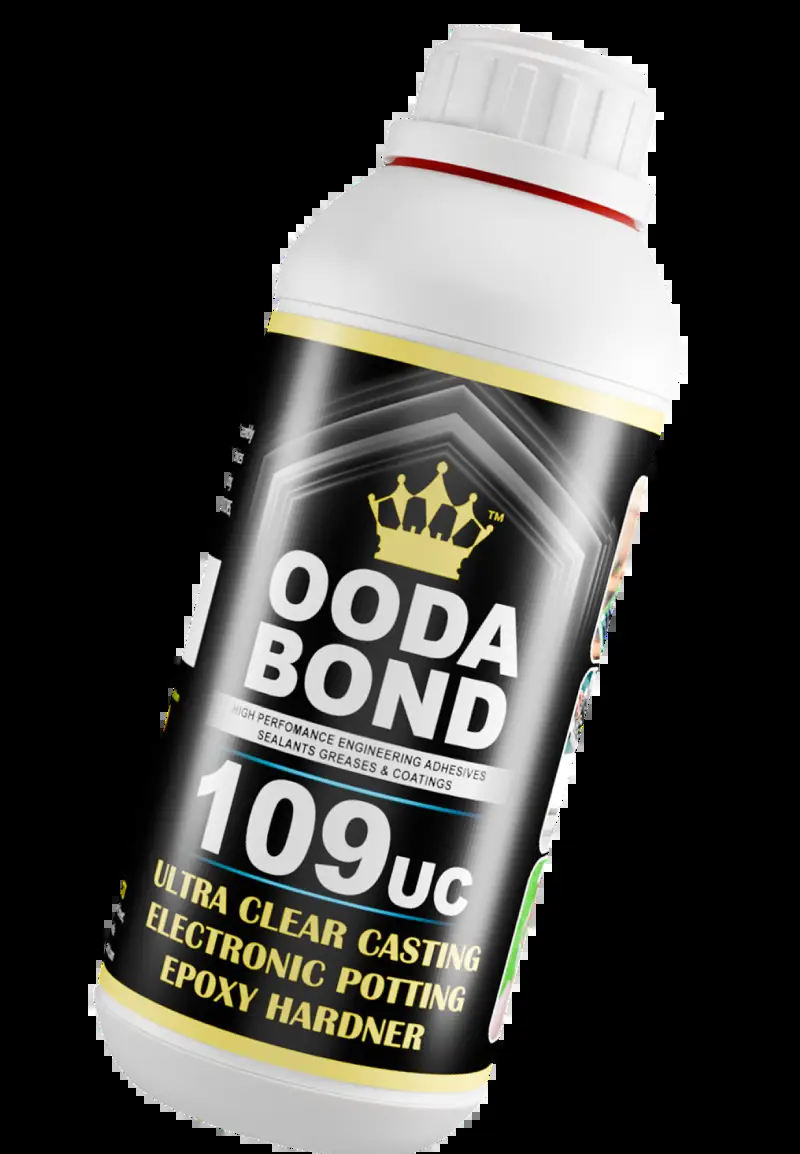 ™
OODA
BOND
HIGH PERFOMANCE ENGINEERING ADHESIVES
SEALANTS GREASES & COATINGS
109UC
ULTRA CLEAR CASTING
ELECTRONIC POTTING
EPOXY HARDNER